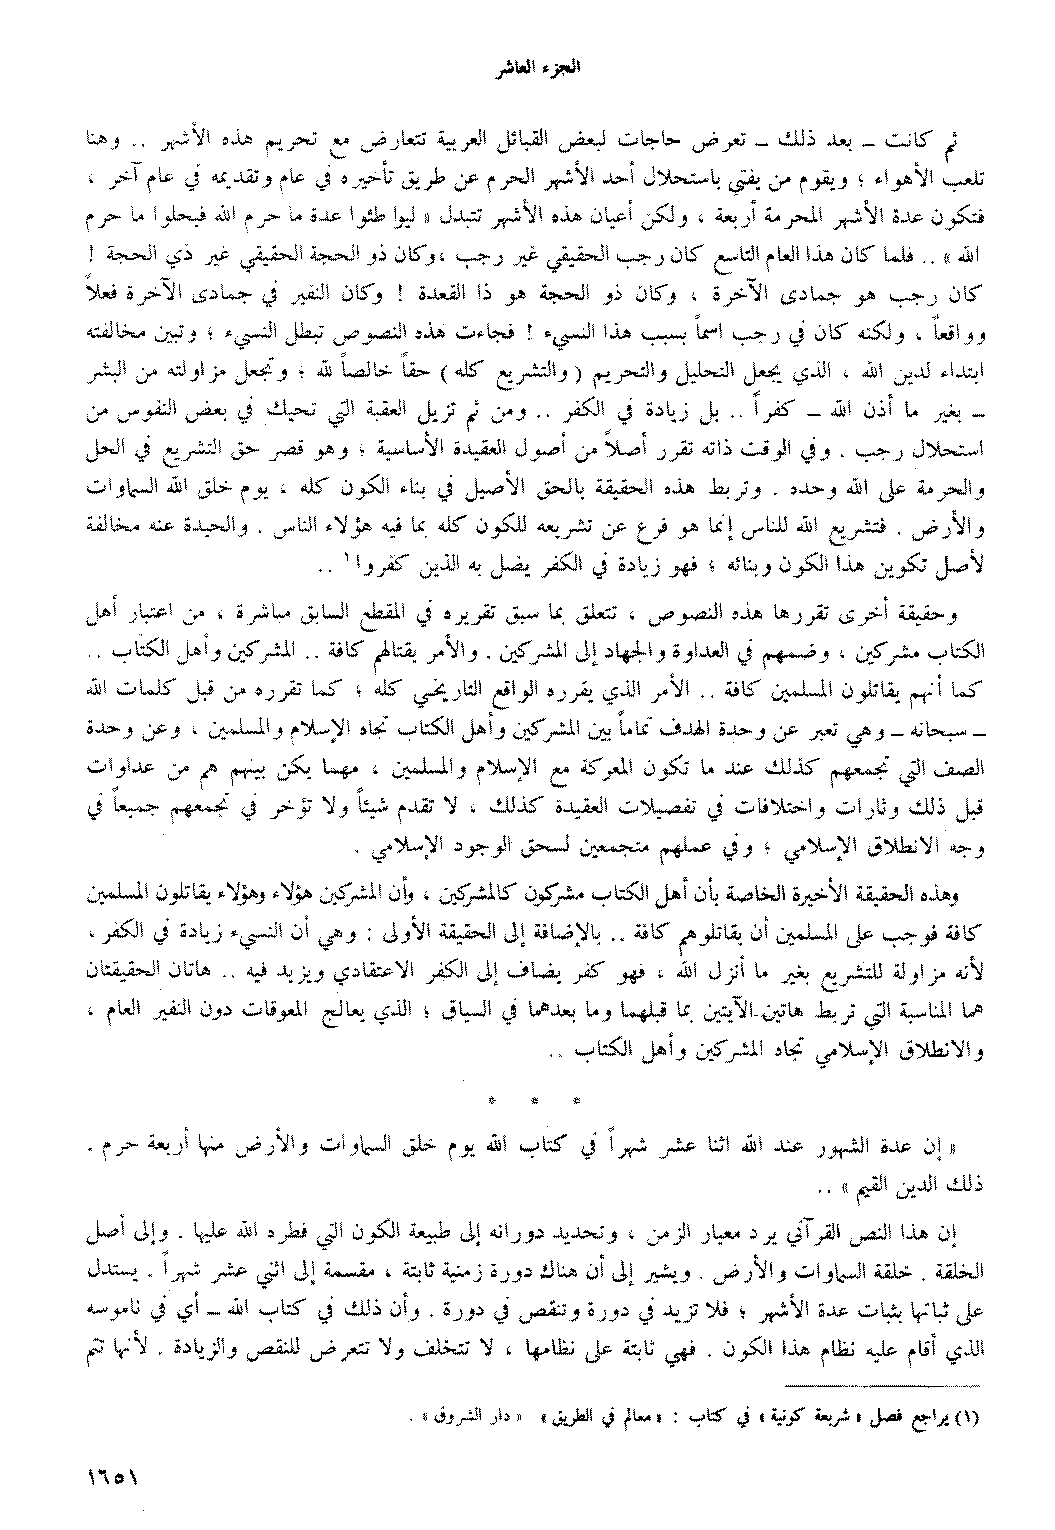 الجزء العاشر
ثم كانت ــ بعد ذلك ــ تعرض حاجات لبعض القبائل العربية تتعارض مع تحريم هذه الأشهر .. وهنا
تلعب الأهواء ؛ ويقوم من يفتي باستحلال أحد الأشهر الحرم عن طريق تأخيره في عام وتقديمه في عام آخر ،
فتكون عدة الأشهر المحرمة أربعة ، ولكن أعيان هذه الأشهر تتبدل « ليواطئوا عدة ما حرم الله فيحلوا ما حرم
الله » .. فلما كان هذا العام التاسع كان رجب الحقيقي غير رجب ، وكان ذو الحجة الحقيقي غير ذي الحجة !
كان رجب هو جمادى الآخرة ، وكان ذو الحجة هو ذا القعدة ! وكان النفير في جمادى الآخرة فعلاً
وواقعاً ، ولكنه كان في رجب اسماً بسبب هذا النسيء ! فجاءت هذه النصوص تبطل النسيء ؛ وتبين مخالفته
ابتداء لدين الله ، الذي يجعل التحليل والتحريم ( والتشريع كله ) حقاً خالصاً لله ؛ وتجعل مزاولته من البشر
ــ بغير ما أذن الله ــ كفراً .. بل زيادة في الكفر .. ومن ثم تزيل العقبة التي تحيك في بعض النفوس من
استحلال رجب . وفي الوقت ذاته تقرر أصلاً من أصول العقيدة الأساسية ؛ وهو قصر حق التشريع في الحل
والحرمة على الله وحده . وتربط هذه الحقيقة بالحق الأصيل في بناء الكون كله ، يوم خلق الله السماوات
والأرض . فتشريع الله للناس إنما هو فرع عن تشريعه للكون كله بما فيه هؤلاء الناس . والحيدة عنه مخالفة
لأصل تكوين هذا الكون وبنائه ؛ فهو زيادة في الكفر يضل به الذين كفروا ١ ..
وحقيقة أخرى تقررها هذه النصوص ، تتعلق بما سبق تقريره في المقطع السابق مباشرة ، من اعتبار أهل
الكتاب مشركين ، وضمهم في العداوة والجهاد إلى المشركين . والأمر بقتالهم كافة .. المشركين وأهل الكتاب ..
كما أنهم يقاتلون المسلمين كافة .. الأمر الذي يقرره الواقع التاريخي كله ؛ كما تقرره من قبل كلمات الله
ــ سبحانه ــ وهي تعبر عن وحدة الهدف تماماً بين المشركين وأهل الكتاب تجاه الإسلام والمسلمين ، وعن وحدة
الصف التي تجمعهم كذلك عند ما تكون المعركة مع الإسلام والمسلمين ، مهما يكن بينهم هم من عداوات
قبل ذلك وثارات واختلافات في تفصيلات العقيدة كذلك ، لا تقدم شيئاً ولا تؤخر في تجمعهم جميعاً في
وجه الانطلاق الإسلامي ؛ وفي عملهم متجمعين لسحق الوجود الإسلامي .
وهذه الحقيقة الأخيرة الخاصة بأن أهل الكتاب مشركون كالمشركين ، وأن المشركين هؤلاء وهؤلاء يقاتلون المسلمين
كافة فوجب على المسلمين أن يقاتلوهم كافة .. بالإضافة إلى الحقيقة الأولى : وهي أن النسيء زيادة في الكفر ،
لأنه مزاولة للتشريع بغير ما أنزل الله ، فهو كفر يضاف إلى الكفر الاعتقادي ويزيد فيه .. هاتان الحقيقتان
هما المناسبة التي تربط هاتين الآيتين بما قبلهما وما بعدهما في السياق ؛ الذي يعالج المعوقات دون النفير العام ،
والانطلاق الإسلامي تجاه المشركين وأهل الكتاب ..
* * *
« إن عدة الشهور عند الله اثنا عشر شهراً في كتاب الله يوم خلق السماوات والأرض منها أربعة حرم .
ذلك الدين القيم » ..
إن هذا النص القرآني يرد معيار الزمن ، وتحديد دورانه إلى طبيعة الكون التي فطره الله عليها . وإلى أصل
الخلقة . خلقة السماوات والأرض . ويشير إلى أن هناك دورة زمنية ثابتة ، مقسمة إلى اثني عشر شهراً . يستدل
على ثباتها بثبات عدة الأشهر ؛ فلا تزيد في دورة وتنقص في دورة . وأن ذلك في كتاب الله ــ أي في ناموسه
الذي أقام عليه نظام هذا الكون . فهي ثابتة على نظامها ، لا تتخلف ولا تتعرض للنقص والزيادة . لأنها تتم
(١) يراجع فصل « شريعة كونية » في كتاب : « معالم في الطريق » « دار الشروق » .
١٦٥١